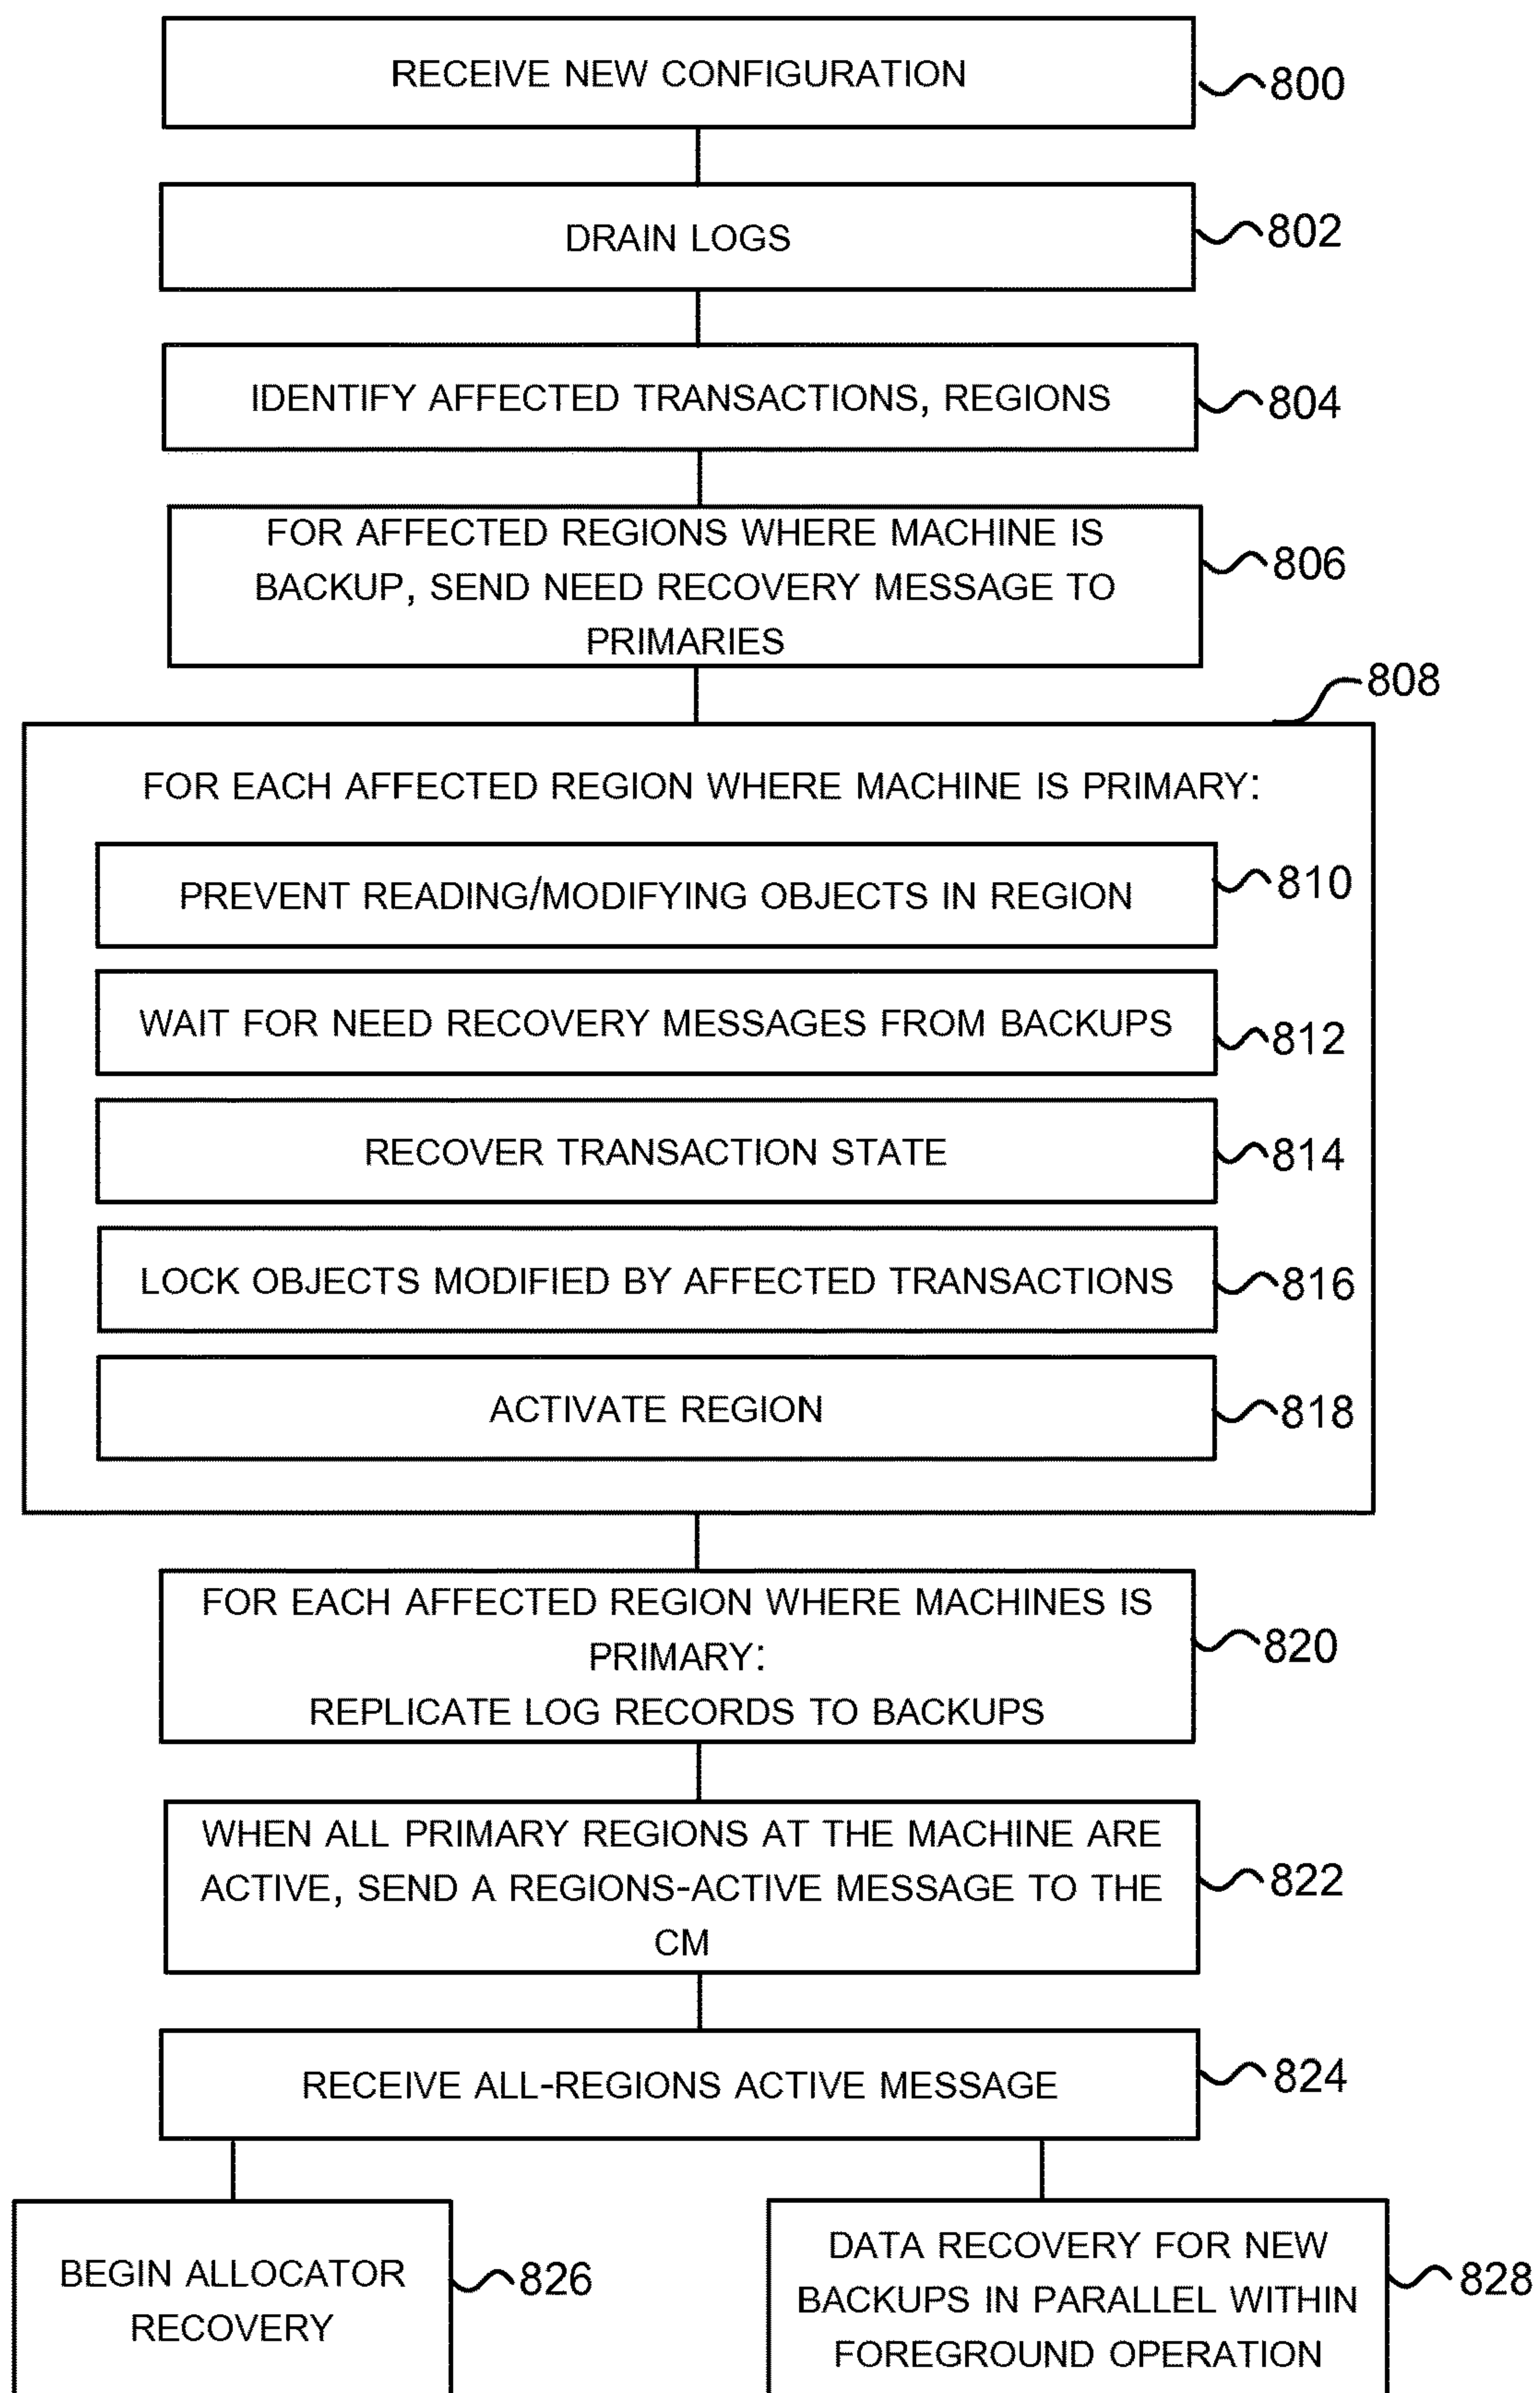 RECEIVE NEW CONFIGURATION
800
DRAIN LOGS
802
IDENTIFY AFFECTED TRANSACTIONS, REGIONS
804
FOR AFFECTED REGIONS WHERE MACHINE IS
BACKUP, SEND NEED RECOVERY MESSAGE TO
PRIMARIES
806
808
FOR EACH AFFECTED REGION WHERE MACHINE IS PRIMARY:
PREVENT READING/MODIFYING OBJECTS IN REGION
810
WAIT FOR NEED RECOVERY MESSAGES FROM BACKUPS
812
RECOVER TRANSACTION STATE
814
LOCK OBJECTS MODIFIED BY AFFECTED TRANSACTIONS
816
ACTIVATE REGION
818
FOR EACH AFFECTED REGION WHERE MACHINES IS
PRIMARY:
REPLICATE LOG RECORDS TO BACKUPS
820
WHEN ALL PRIMARY REGIONS AT THE MACHINE ARE
ACTIVE, SEND A REGIONS-ACTIVE MESSAGE TO THE
CM
822
RECEIVE ALL-REGIONS ACTIVE MESSAGE
824
BEGIN ALLOCATOR
RECOVERY
826
DATA RECOVERY FOR NEW
BACKUPS IN PARALLEL WITHIN
FOREGROUND OPERATION
828